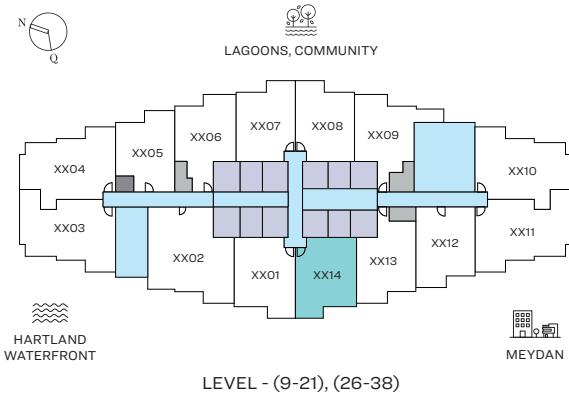 N
Q
LAGOONS, COMMUNITY
XX07
XX08
XX06
XX09
XX05
XX04
XX10
XX03
XX11
XX02
XX12
XX01
XX14
XX13
HARTLAND
WATERFRONT
MEYDAN
LEVEL - (9-21), (26-38)